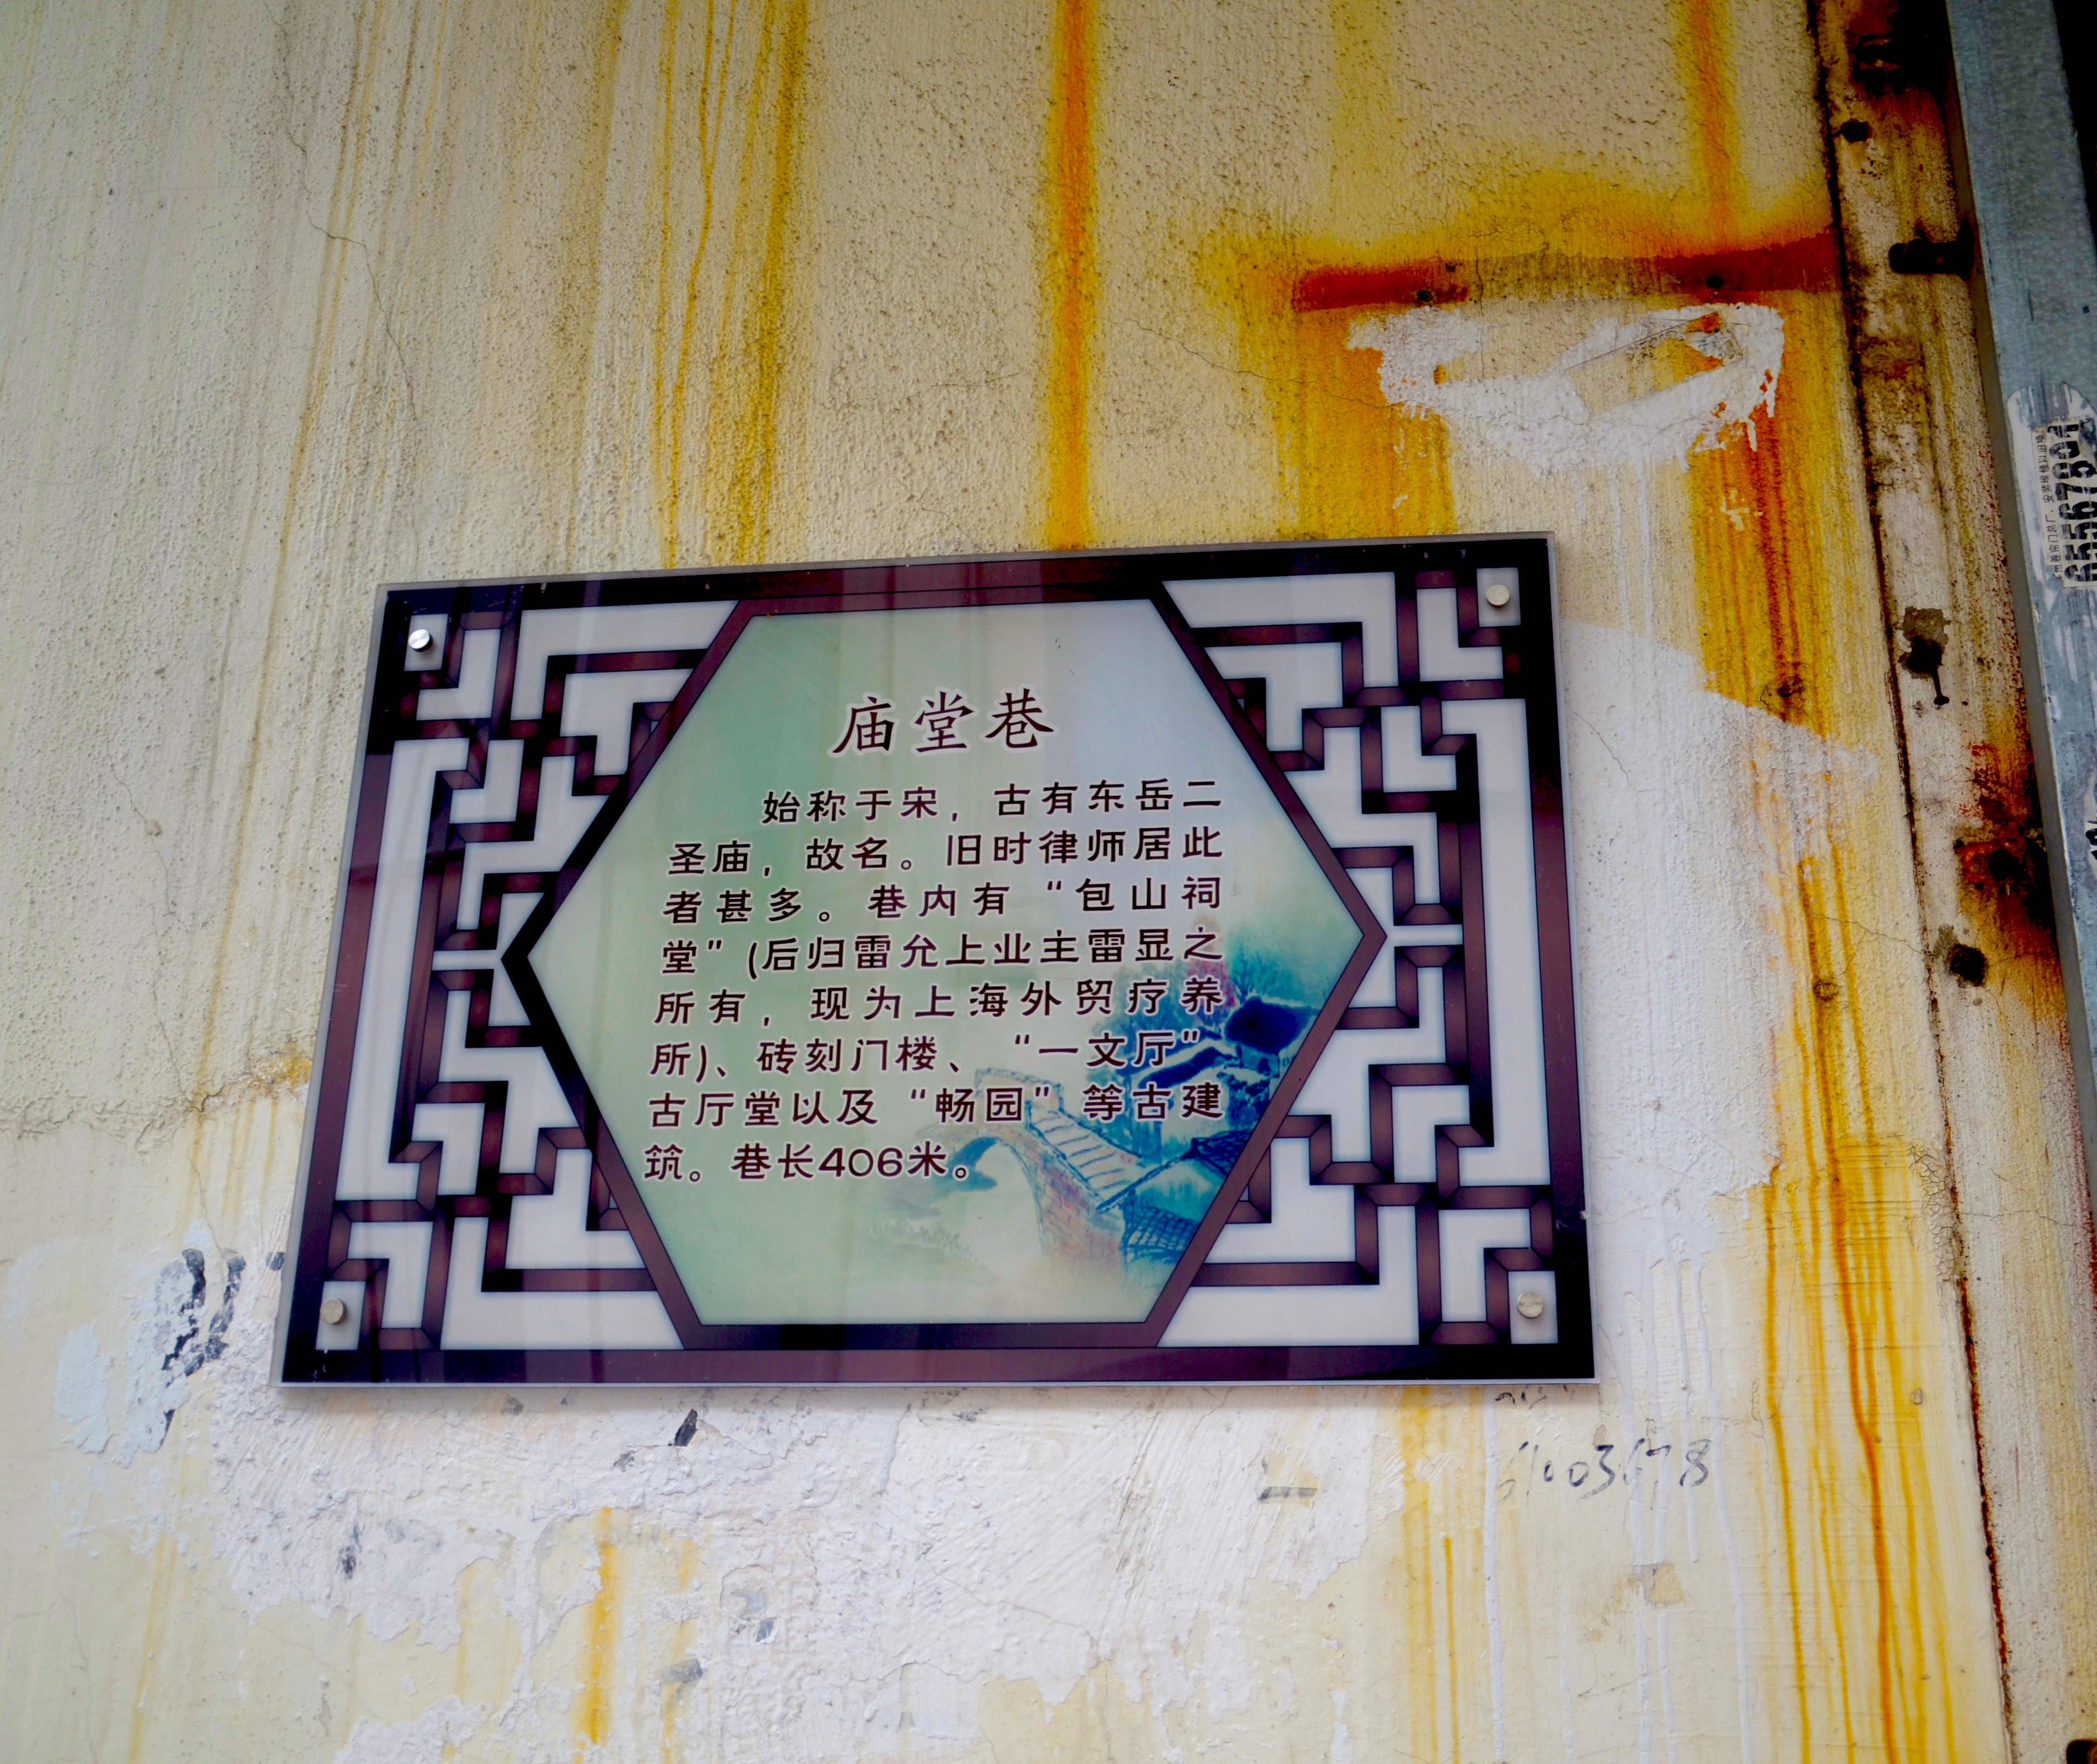 庙堂巷
始称于宋，古有东岳二
圣庙，故名。旧时律师居此
者甚多。巷内有“包山祠
堂”(后归雷允上业主雷显之
所有，现为上海外贸疗养
所)、砖刻门楼、“一文厅”
古厅堂以及“畅园”等古建
筑。巷长406米。